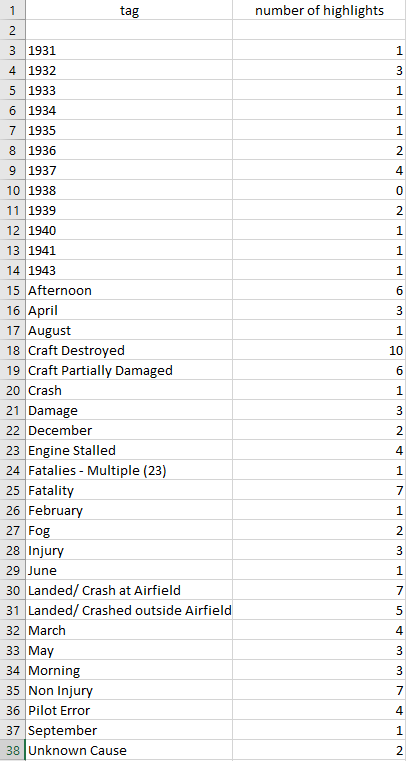 1 tag number of highlights
2
3 1931 1
4 1932 3
5 1933 1
6 1934 1
7 1935 1
8 1936 2
9 1937 4
10 1938 0
11 1939 2
12 1940 1
13 1941 1
14 1943 1
15 Afternoon 6
16 April 3
17 August 1
18 Craft Destroyed 10
19 Craft Partially Damaged 6
20 Crash 1
21 Damage 3
22 December 2
23 Engine Stalled 4
24 Fatalies - Multiple (23) 1
25 Fatality 7
26 February 1
27 Fog 2
28 Injury 3
29 June 1
30 Landed/ Crash at Airfield 7
31 Landed/ Crashed outside Airfield 5
32 March 4
33 May 3
34 Morning 3
35 Non Injury 7
36 Pilot Error 4
37 September 1
38 Unknown Cause 2